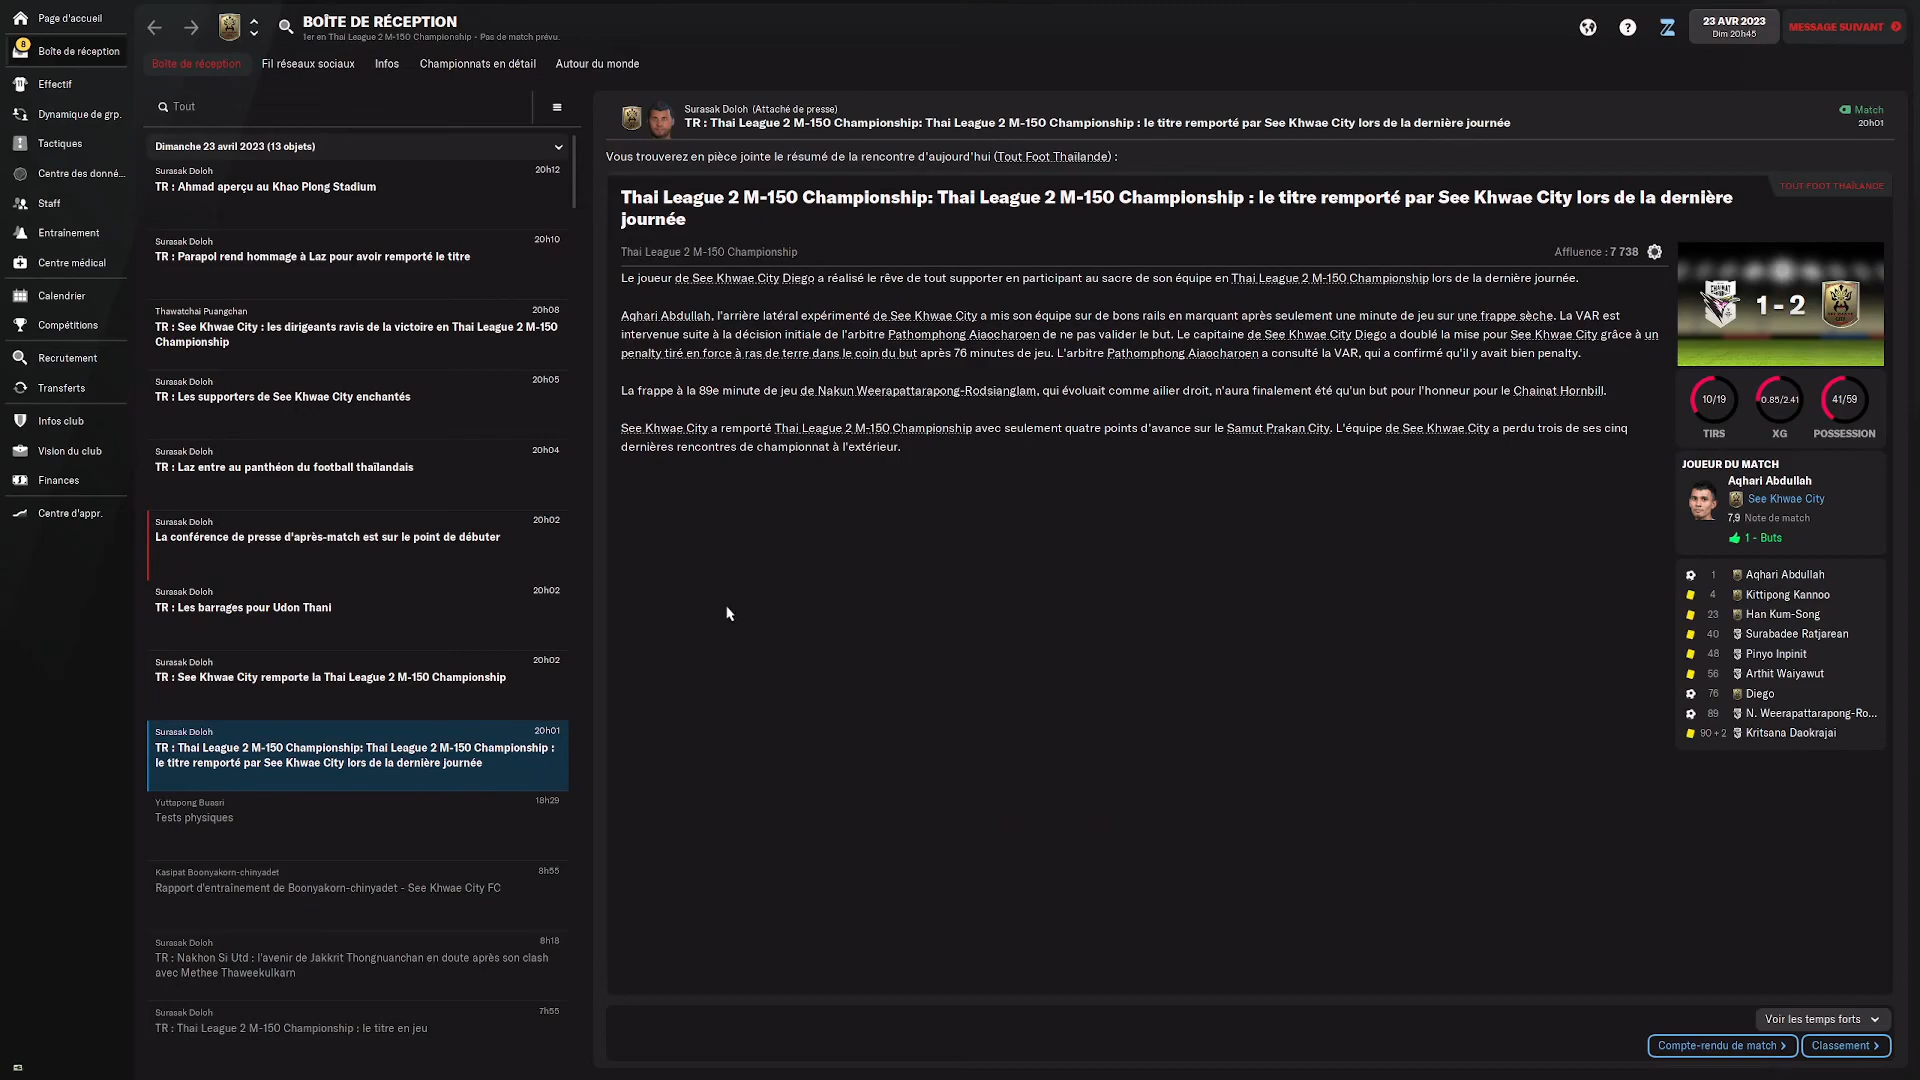 Page d'accueil
8
Boîte de réception
Effectif
Dynamique de grp.
Tactiques
Centre des donné...
Staff
Entraînement
Centre médical
Calendrier
Compétitions
Recrutement
Transferts
Infos club
Vision du club
Finances
Centre d'appr.
BOÎTE DE RÉCEPTION
1er en Thai League 2 M-150 Championship - Pas de match prévu.
?
23 AVR 2023
Dim 20h45
MESSAGE SUIVANT
Boîte de réception
Fil réseaux sociaux
Infos
Championnats en détail
Autour du monde
Tout
Dimanche 23 avril 2023 (13 objets)
Surasak Doloh 20h12
TR : Ahmad aperçu au Khao Plong Stadium
Surasak Doloh 20h10
TR : Parapol rend hommage à Laz pour avoir remporté le titre
Thawatchai Puangchan 20h08
TR : See Khwae City : les dirigeants ravis de la victoire en Thai League 2 M-150
Championship
Surasak Doloh 20h05
TR : Les supporters de See Khwae City enchantés
Surasak Doloh 20h04
TR : Laz entre au panthéon du football thaïlandais
Surasak Doloh 20h02
La conférence de presse d'après-match est sur le point de débuter
Surasak Doloh 20h02
TR : Les barrages pour Udon Thani
Surasak Doloh 20h02
TR : See Khwae City remporte la Thai League 2 M-150 Championship
Surasak Doloh 20h01
TR : Thai League 2 M-150 Championship: Thai League 2 M-150 Championship :
le titre remporté par See Khwae City lors de la dernière journée
Yuttapong Buasri 18h29
Tests physiques
Kasipat Boonyakorn-chinyadet 8h55
Rapport d'entraînement de Boonyakorn-chinyadet - See Khwae City FC
Surasak Doloh 8h18
TR : Nakhon Si Utd : l'avenir de Jakkrit Thongnuanchan en doute après son clash
avec Methee Thaweekulkarn
Surasak Doloh 7h55
TR : Thai League 2 M-150 Championship : le titre en jeu
Surasak Doloh (Attaché de presse)
TR : Thai League 2 M-150 Championship: Thai League 2 M-150 Championship : le titre remporté par See Khwae City lors de la dernière journée
Match
20h01
Vous trouverez en pièce jointe le résumé de la rencontre d'aujourd'hui (Tout Foot Thaïlande) :
TOUT FOOT THAÏLANDE
Thai League 2 M-150 Championship: Thai League 2 M-150 Championship : le titre remporté par See Khwae City lors de la dernière
journée
Thai League 2 M-150 Championship
Affluence : 7 738
Le joueur de See Khwae City Diego a réalisé le rêve de tout supporter en participant au sacre de son équipe en Thai League 2 M-150 Championship lors de la dernière journée.
Aqhari Abdullah, l'arrière latéral expérimenté de See Khwae City a mis son équipe sur de bons rails en marquant après seulement une minute de jeu sur une frappe sèche. La VAR est
intervenue suite à la décision initiale de l'arbitre Pathomphong Aiaocharoen de ne pas valider le but. Le capitaine de See Khwae City Diego a doublé la mise pour See Khwae City grâce à un
penalty tiré en force à ras de terre dans le coin du but après 76 minutes de jeu. L'arbitre Pathomphong Aiaocharoen a consulté la VAR, qui a confirmé qu'il y avait bien penalty.
La frappe à la 89e minute de jeu de Nakun Weerapattarapong-Rodsianglam, qui évoluait comme ailier droit, n'aura finalement été qu'un but pour l'honneur pour le Chainat Hornbill.
See Khwae City a remporté Thai League 2 M-150 Championship avec seulement quatre points d'avance sur le Samut Prakan City. L'équipe de See Khwae City a perdu trois de ses cinq
dernières rencontres de championnat à l'extérieur.
CHAINAT
1 - 2
10/19
0.85/2.41
41/59
TIRS
XG
POSSESSION
JOUEUR DU MATCH
Aqhari Abdullah
See Khwae City
7,9 Note de match
1 - Buts
1 Aqhari Abdullah
4 Kittipong Kannoo
23 Han Kum-Song
40 Surabadee Ratjarean
48 Pinyo Inpinit
56 Arthit Waiyawut
76 Diego
89 N. Weerapattarapong-Ro...
90 + 2 Kritsana Daokrajai
Voir les temps forts
Compte-rendu de match
Classement